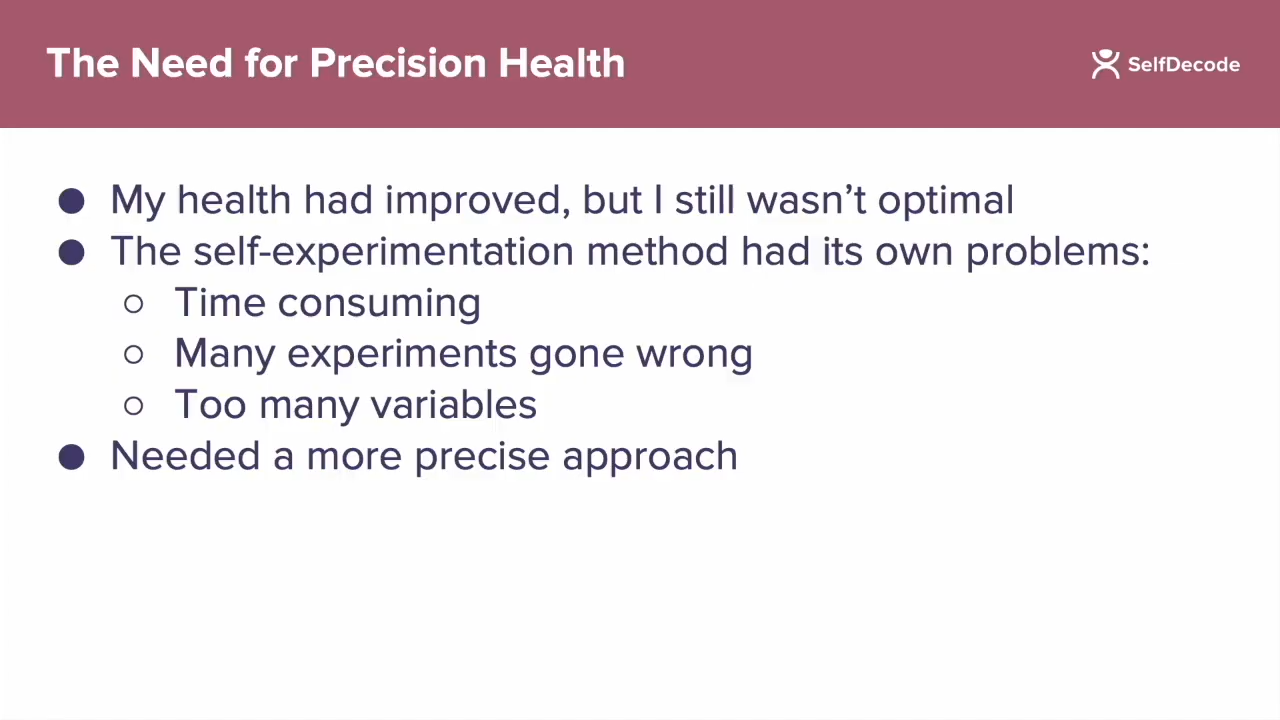 The Need for Precision Health
SelfDecode
● My health had improved, but I still wasn’t optimal
● The self-experimentation method had its own problems:
○ Time consuming
○ Many experiments gone wrong
○ Too many variables
● Needed a more precise approach